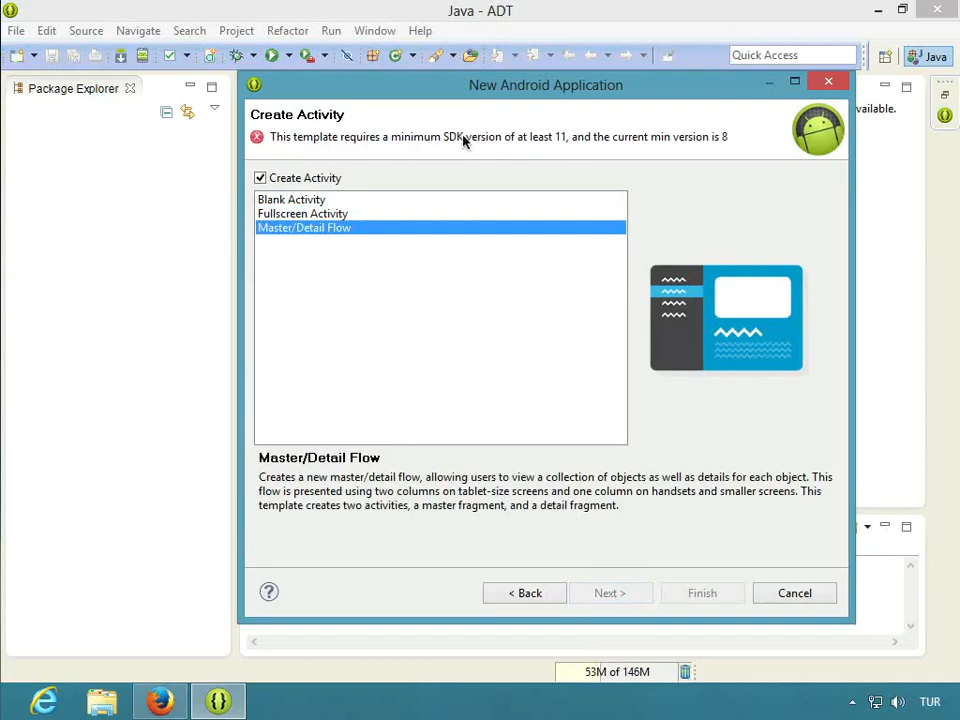 Java - ADT
File Edit Source Navigate Search Project Refactor Run Window Help
Quick Access
Java
Package Explorer
vailable.
New Android Application
Create Activity
This template requires a minimum SDK version of at least 11, and the current min version is 8
Create Activity
Blank Activity
Fullscreen Activity
Master/Detail Flow
Master/Detail Flow
Creates a new master/detail flow, allowing users to view a collection of objects as well as details for each object. This
flow is presented using two columns on tablet-size screens and one column on handsets and smaller screens. This
template creates two activities, a master fragment, and a detail fragment.
< Back
Next >
Finish
Cancel
53M of 146M
TUR